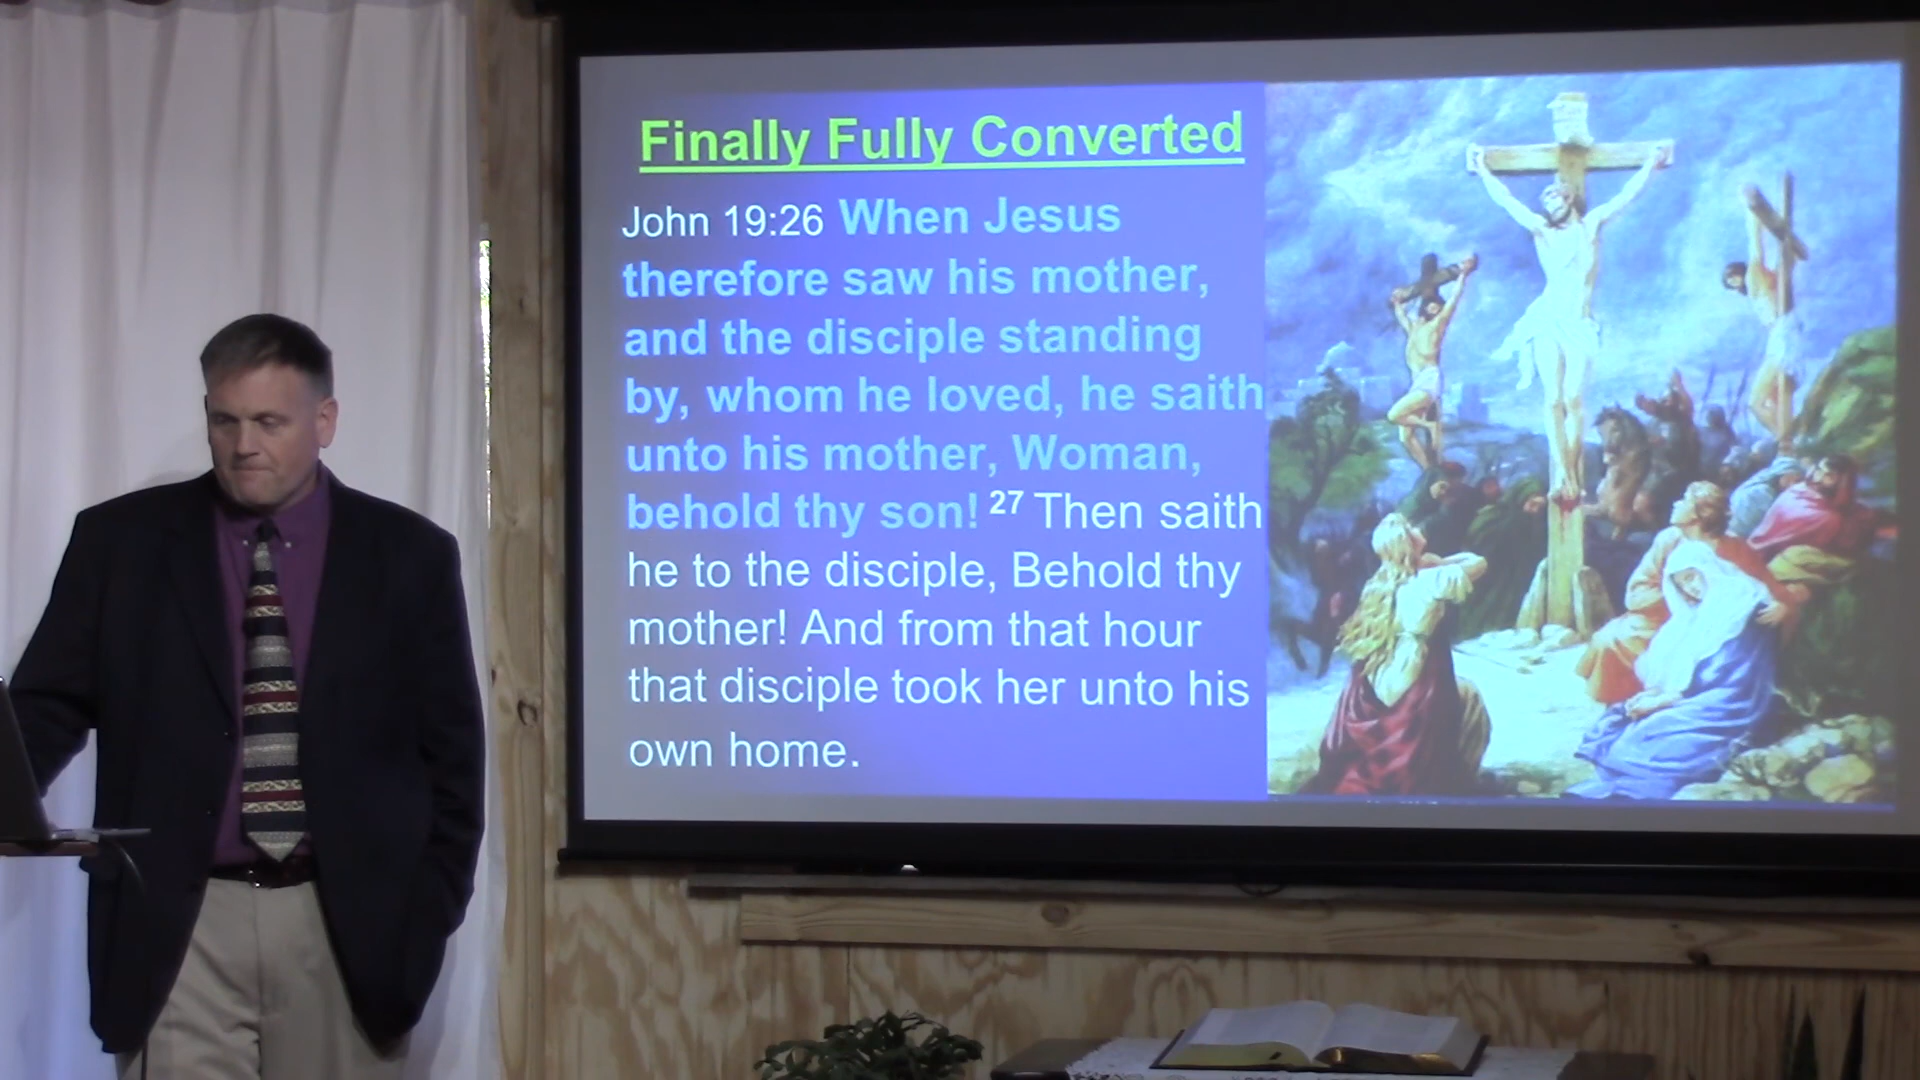 Finally Fully Converted
John 19:26 When Jesus
therefore saw his mother,
and the disciple standing
by, whom he loved, he saith
unto his mother, Woman,
behold thy son! 27 Then saith
he to the disciple, Behold thy
mother! And from that hour
that disciple took her unto his
own home.